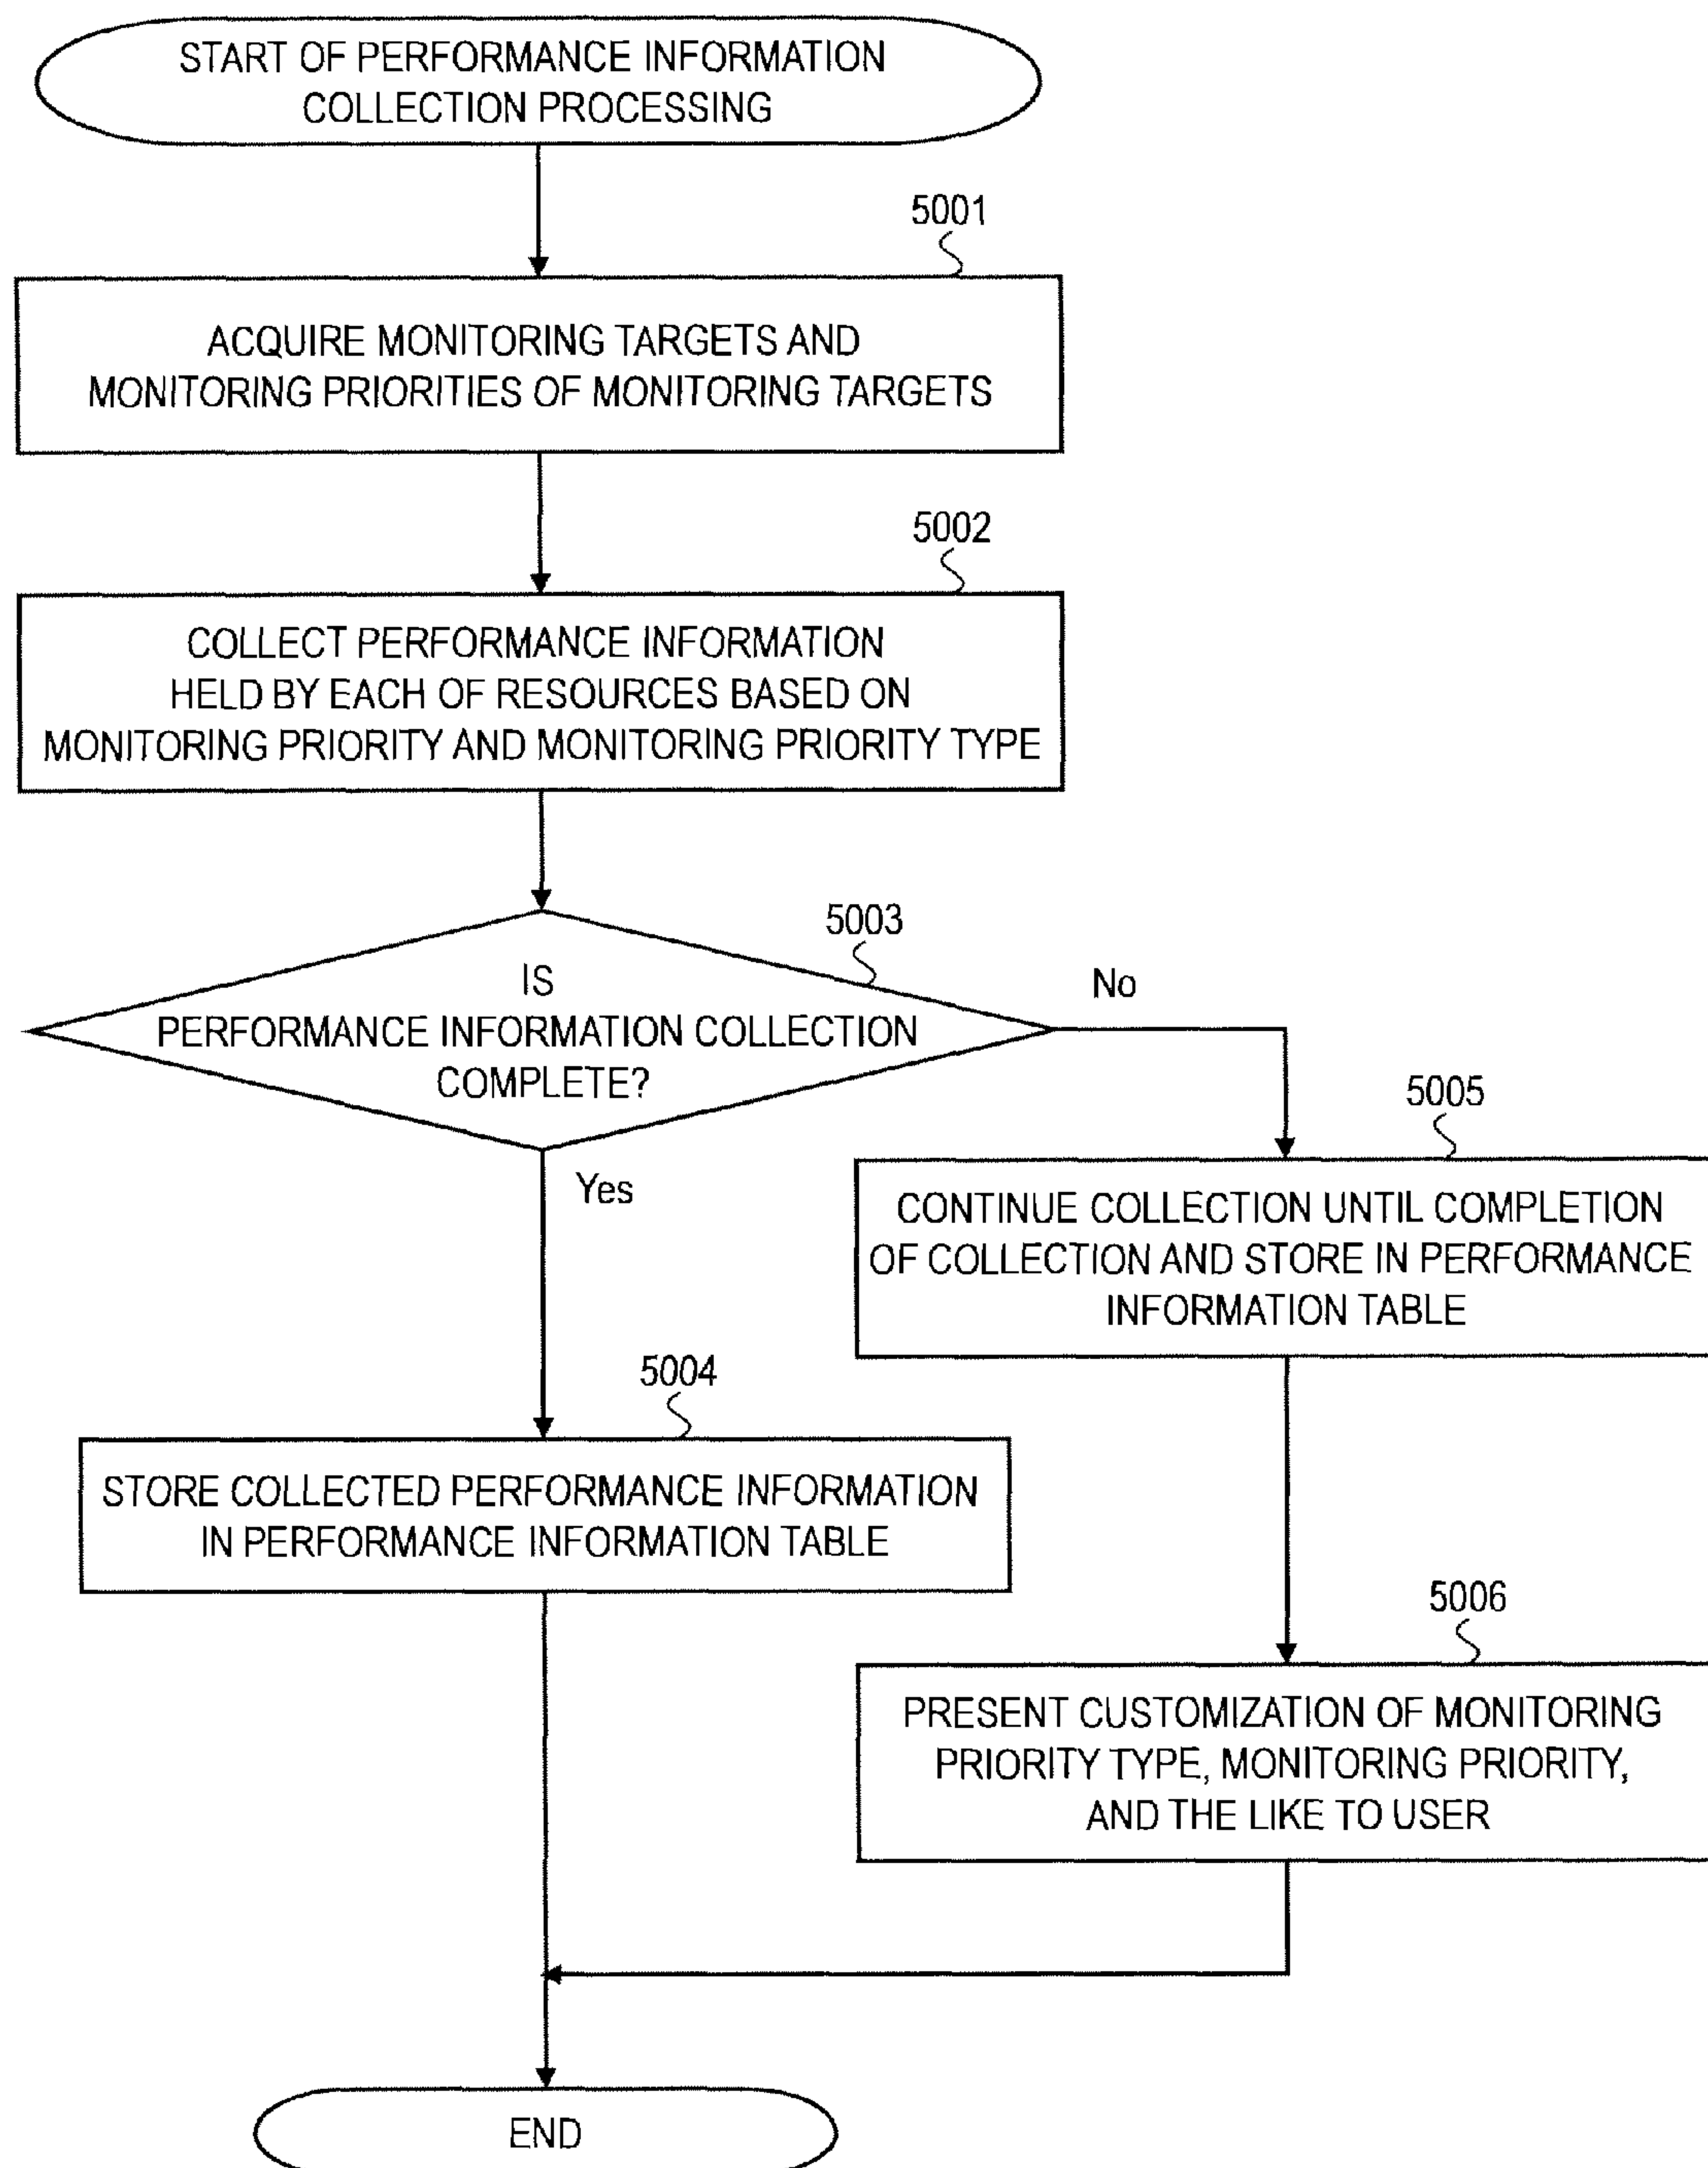 START OF PERFORMANCE INFORMATION
COLLECTION PROCESSING
5001
ACQUIRE MONITORING TARGETS AND
MONITORING PRIORITIES OF MONITORING TARGETS
5002
COLLECT PERFORMANCE INFORMATION
HELD BY EACH OF RESOURCES BASED ON
MONITORING PRIORITY AND MONITORING PRIORITY TYPE
5003
IS
PERFORMANCE INFORMATION COLLECTION
COMPLETE?
No
Yes
5005
CONTINUE COLLECTION UNTIL COMPLETION
OF COLLECTION AND STORE IN PERFORMANCE
INFORMATION TABLE
5004
STORE COLLECTED PERFORMANCE INFORMATION
IN PERFORMANCE INFORMATION TABLE
5006
PRESENT CUSTOMIZATION OF MONITORING
PRIORITY TYPE, MONITORING PRIORITY,
AND THE LIKE TO USER
END